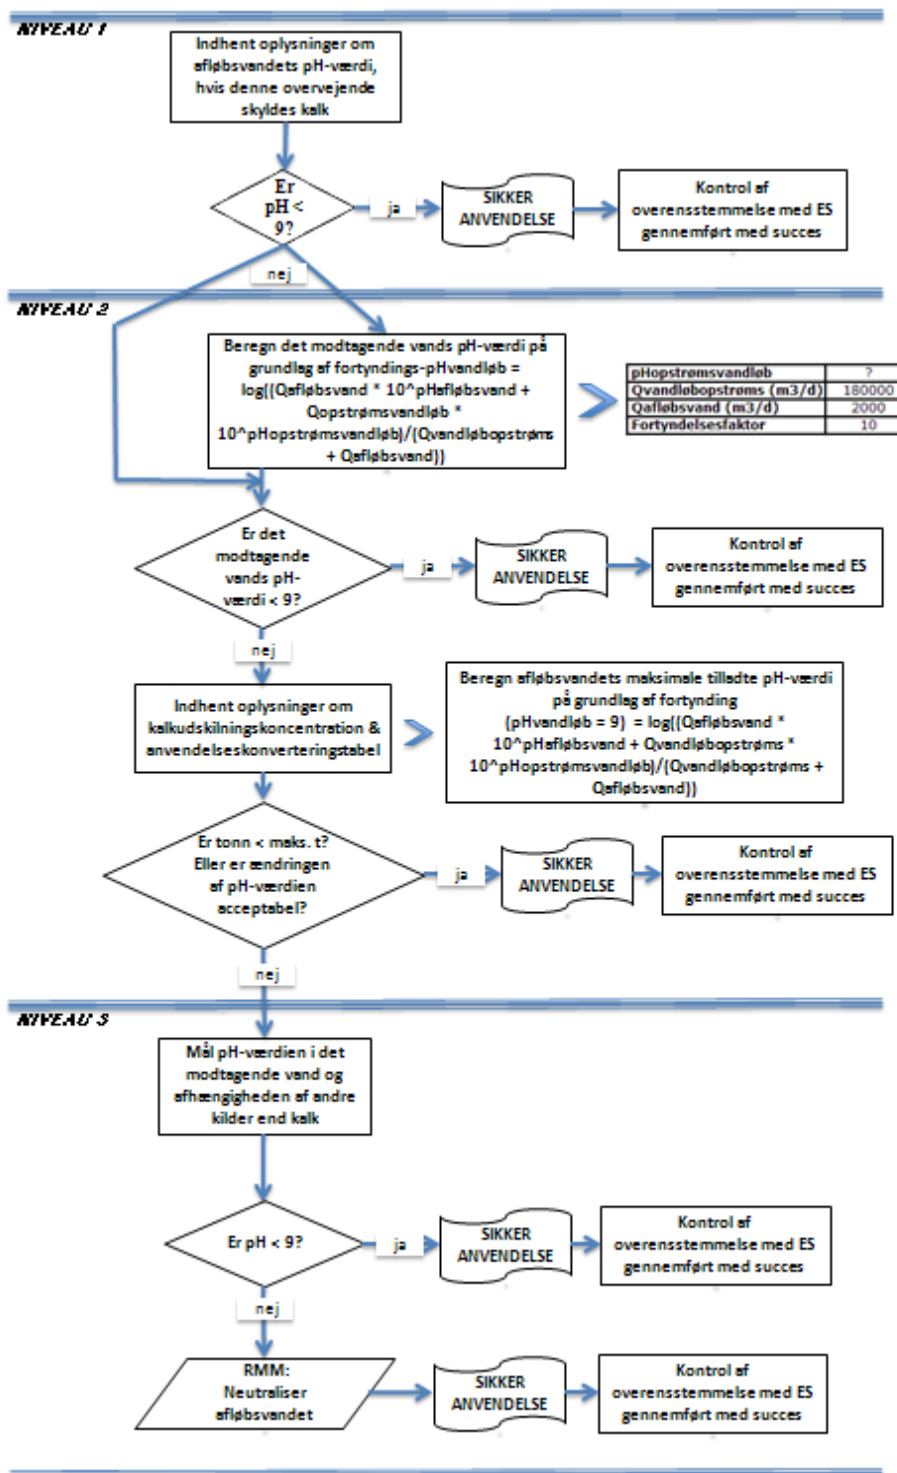 NIVEAU 1
Indhent oplysninger om
afløbsvandets pH-værdi,
hvis denne overvejende
skyldes kalk
Er
pH <
9?
ja
SIKKER
ANVENDELSE
Kontrol af
overensstemmelse med ES
gennemført med succes
nej
NIVEAU 2
Beregn det modtagende vands pH-værdi på
grundlag af fortyndings-pHvandløb =
log((Qafløbsvand * 10^pHafløbsvand +
Qopstrømsvandløb *
10^pHopstrømsvandløb)/(Qvandløbopstrøms
+ Qafløbsvand))
pHopstrømsvandløb ?
Qvandløbopstrøms (m3/d) 180000
Qafløbsvand (m3/d) 2000
Fortyndelsesfaktor 10
Er det
modtagende
vands pH-
værdi < 9?
ja
SIKKER
ANVENDELSE
Kontrol af
overensstemmelse med ES
gennemført med succes
nej
Indhent oplysninger om
kalkudskilningskoncentration &
anvendelseskonverteringstabel
Beregn afløbsvandets maksimale tilladte pH-værdi
på grundlag af fortynding
(pHvandløb = 9) = log((Qafløbsvand *
10^pHafløbsvand + Qvandløbopstrøms *
10^pHopstrømsvandløb)/(Qvandløbopstrøms +
Qafløbsvand))
Er tonn < maks. t?
Eller er ændringen
af pH-værdien
acceptabel?
ja
SIKKER
ANVENDELSE
Kontrol af
overensstemmelse med ES
gennemført med succes
nej
NIVEAU 3
Mål pH-værdien i det
modtagende vand og
afhængigheden af andre
kilder end kalk
Er pH < 9?
ja
SIKKER
ANVENDELSE
Kontrol af
overensstemmelse med ES
gennemført med succes
nej
RMM:
Neutraliser
afløbsvandet
SIKKER
ANVENDELSE
Kontrol af
overensstemmelse med ES
gennemført med succes